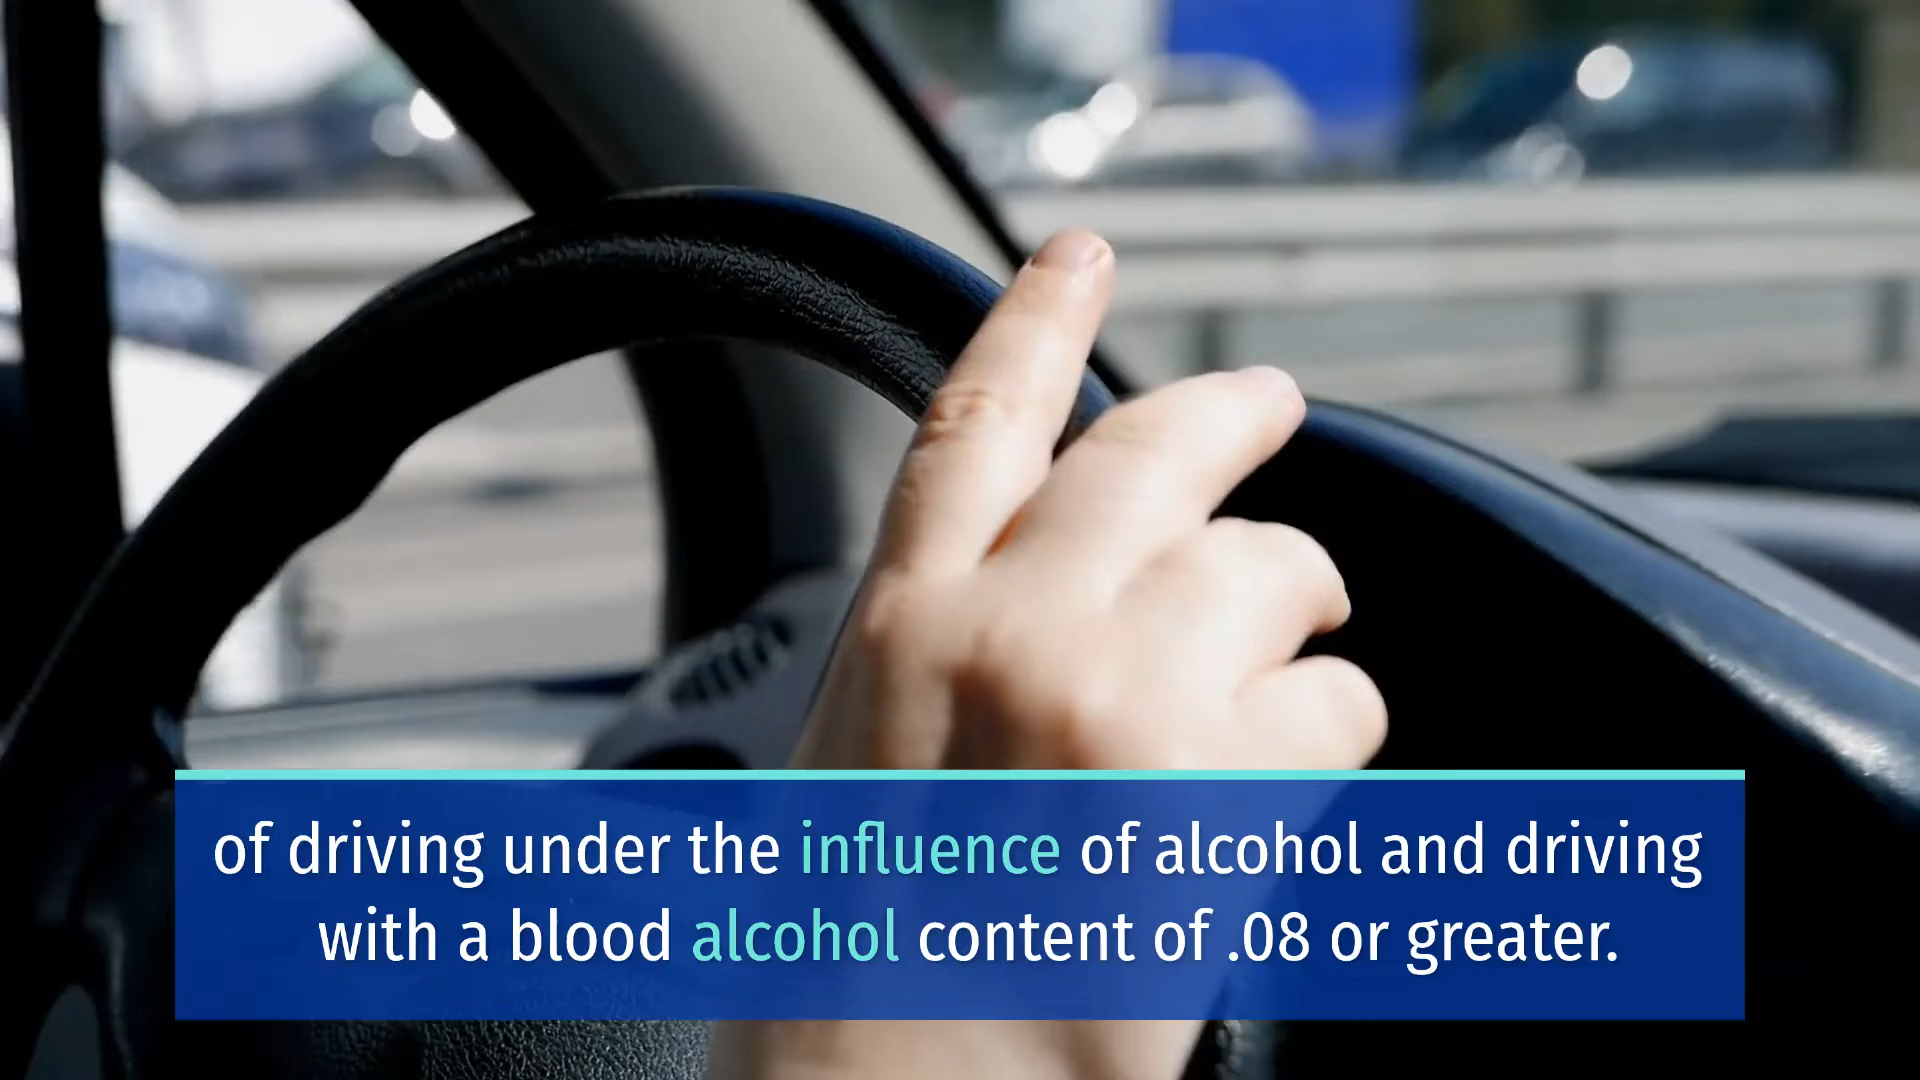 of driving under the influence of alcohol and driving
with a blood alcohol content of .08 or greater.